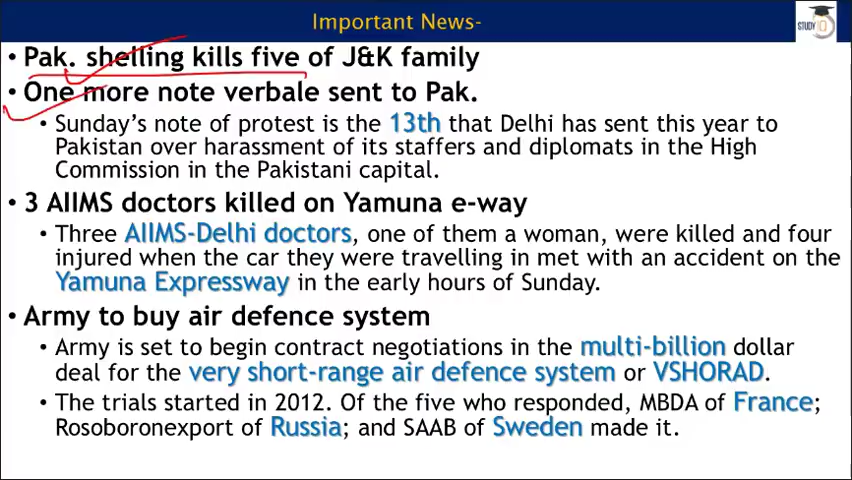 Important News-
STUDY IQ
• Pak. shelling kills five of J&K family
• One more note verbale sent to Pak.
• Sunday's note of protest is the 13th that Delhi has sent this year to
Pakistan over harassment of its staffers and diplomats in the High
Commission in the Pakistani capital.
• 3 AIIMS doctors killed on Yamuna e-way
• Three AIIMS-Delhi doctors, one of them a woman, were killed and four
injured when the car they were travelling in met with an accident on the
Yamuna Expressway in the early hours of Sunday.
• Army to buy air defence system
• Army is set to begin contract negotiations in the multi-billion dollar
deal for the very short-range air defence system or VSHORAD.
• The trials started in 2012. Of the five who responded, MBDA of France;
Rosoboronexport of Russia; and SAAB of Sweden made it.